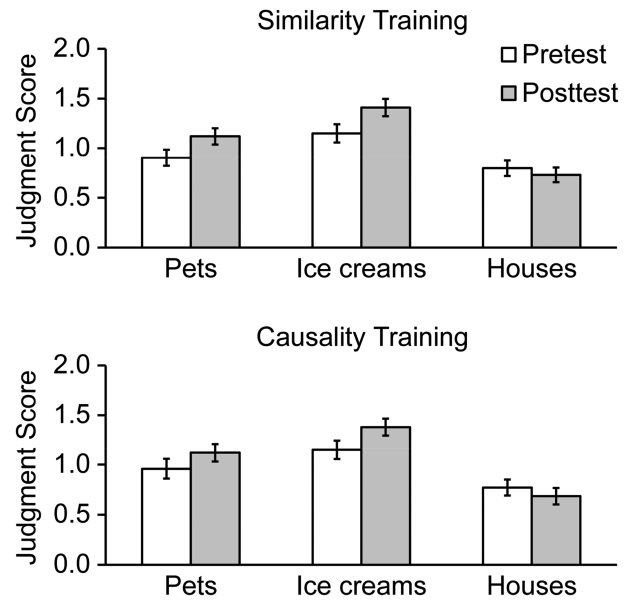 Similarity Training
2.0
1.5
1.0
0.5
0.0
Judgment Score
Pretest
Posttest
Pets Ice creams Houses
Causality Training
2.0
1.5
1.0
0.5
0.0
Judgment Score
Pets Ice creams Houses